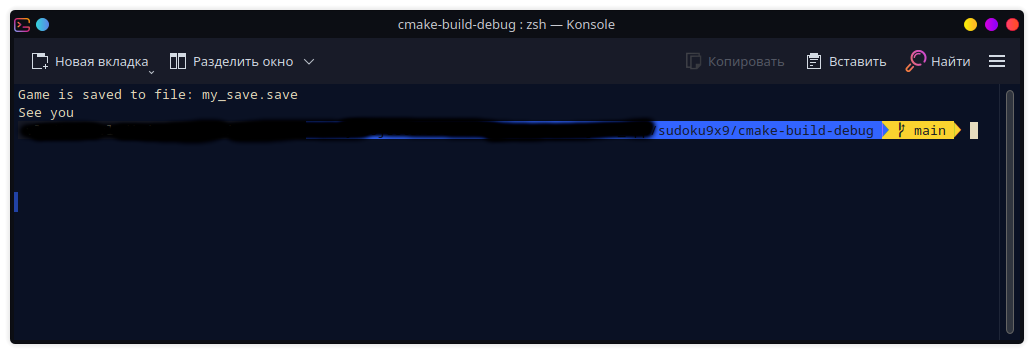 cmake-build-debug : zsh — Konsole
Новая вкладка
Разделить окно
Копировать
Вставить
Найти
Game is saved to file: my_save.save
See you
sudoku9x9/cmake-build-debug main